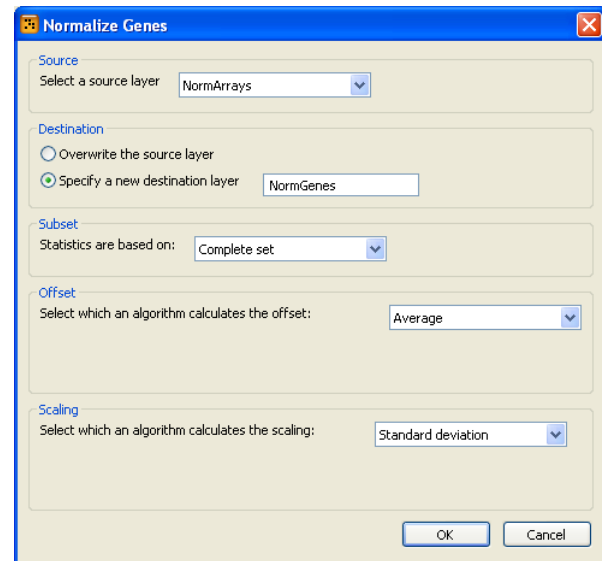 Normalize Genes
Source
Select a source layer NormArrays
Destination
Overwrite the source layer
Specify a new destination layer NormGenes
Subset
Statistics are based on: Complete set
Offset
Select which an algorithm calculates the offset: Average
Scaling
Select which an algorithm calculates the scaling: Standard deviation
OK Cancel